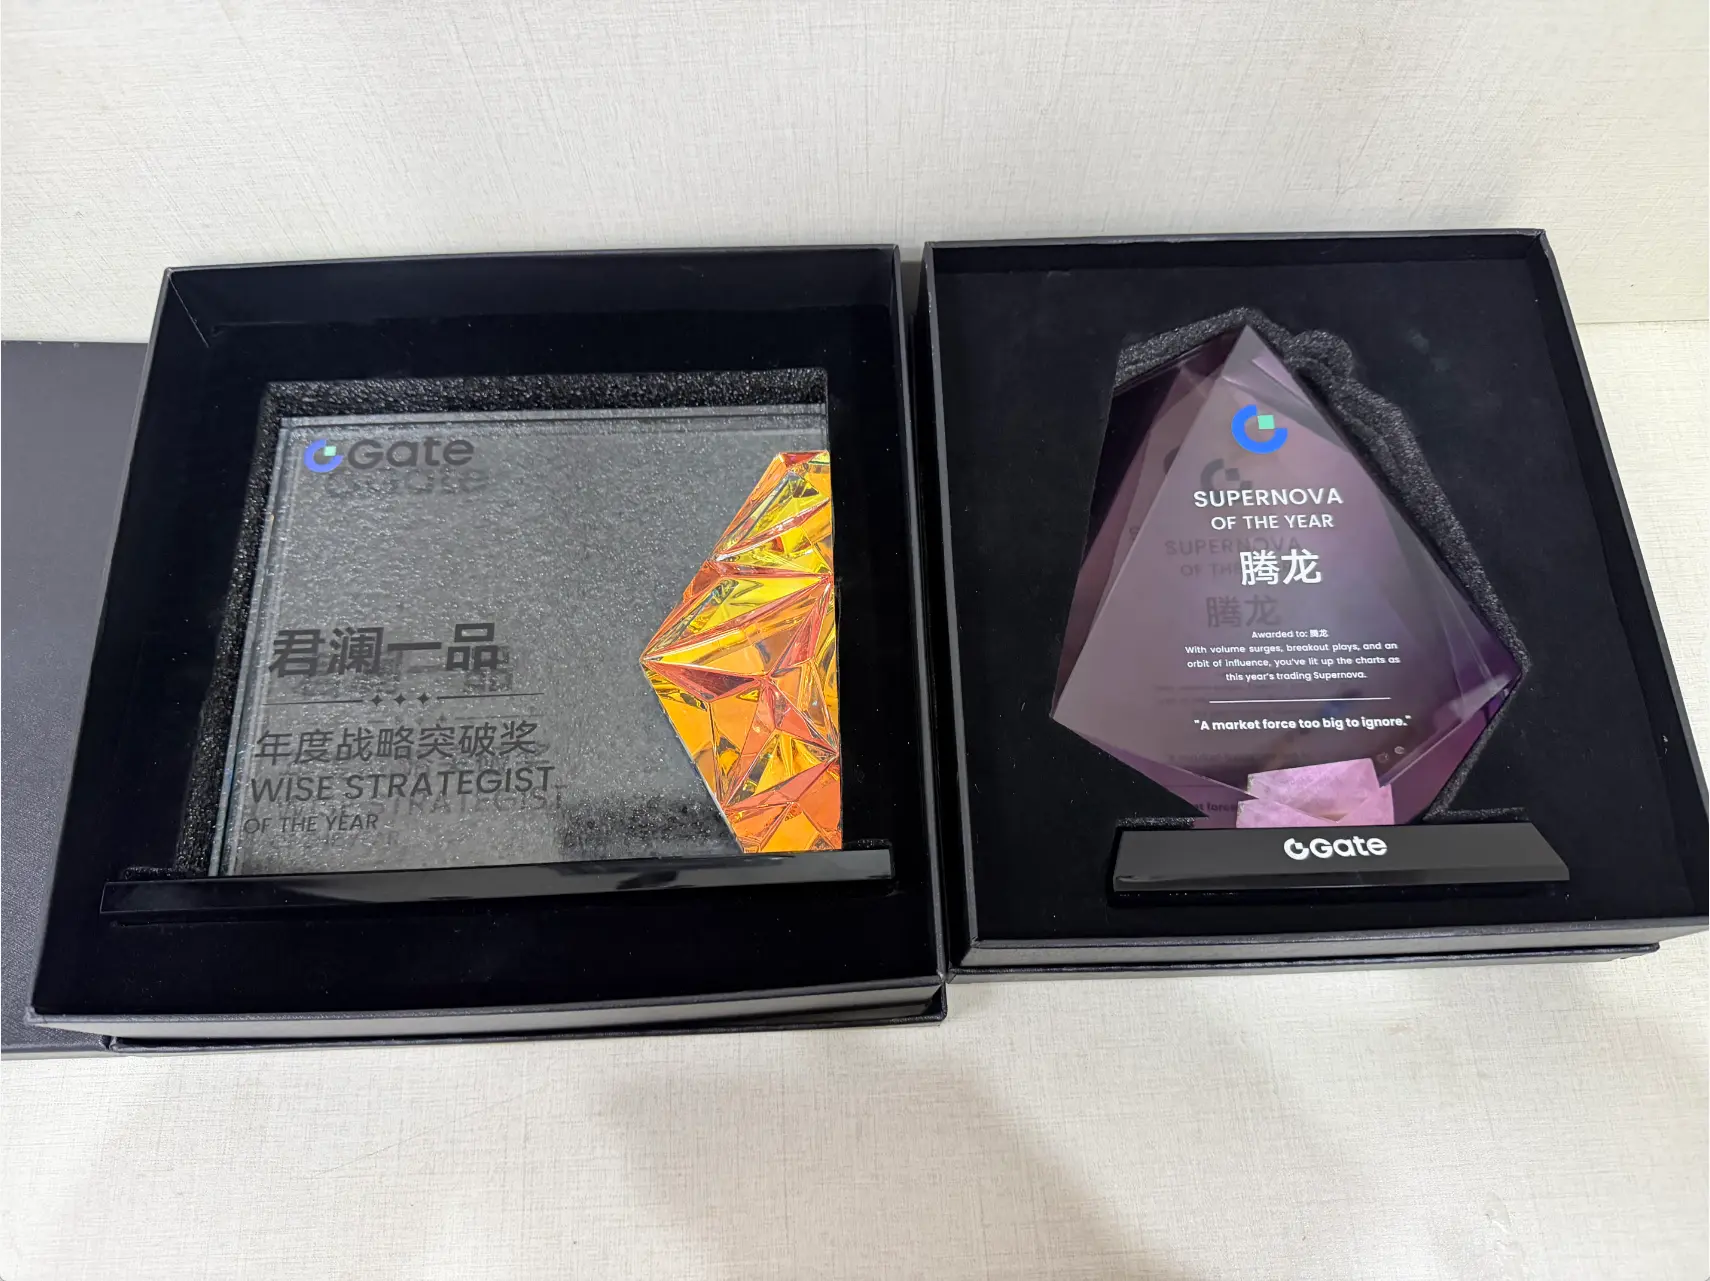 Gate
君澜一品
年度战略突破奖
WISE STRATEGIST
OF THE YEAR
SUPERNOVA
OF THE YEAR
腾龙
Awarded to: 腾龙
With volume surges, breakout plays, and an
orbit of influence, you've lit up the charts as
this year's trading Supernova.
"A market force too big to ignore."
Gate